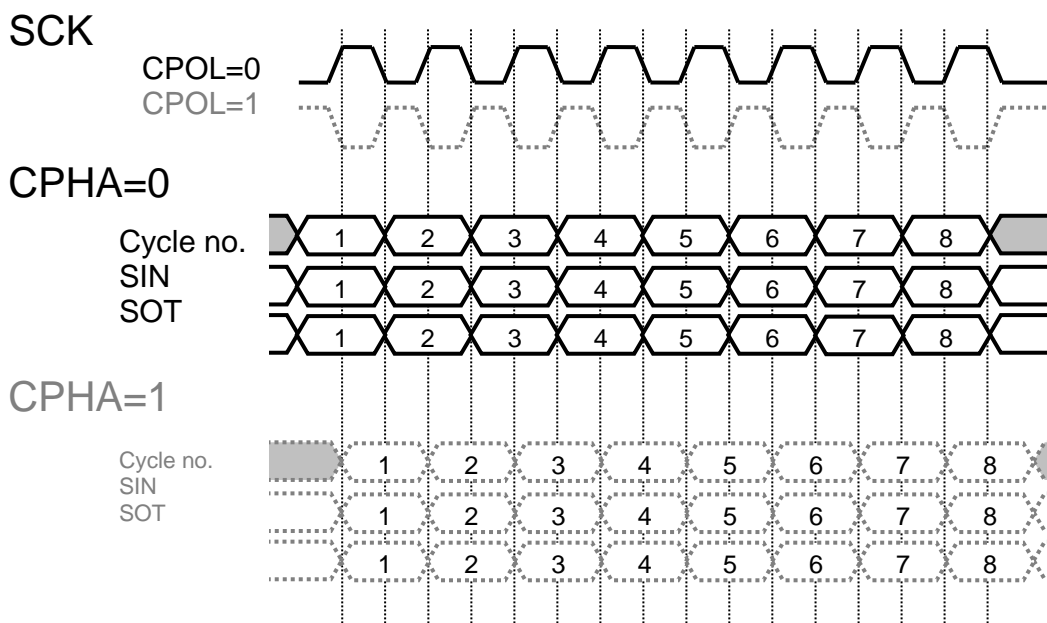 SCK
CPOL=0
CPOL=1
CPHA=0
Cycle no. 1 2 3 4 5 6 7 8
SIN 1 2 3 4 5 6 7 8
SOT 1 2 3 4 5 6 7 8
CPHA=1
Cycle no. 1 2 3 4 5 6 7 8
SIN 1 2 3 4 5 6 7 8
SOT 1 2 3 4 5 6 7 8